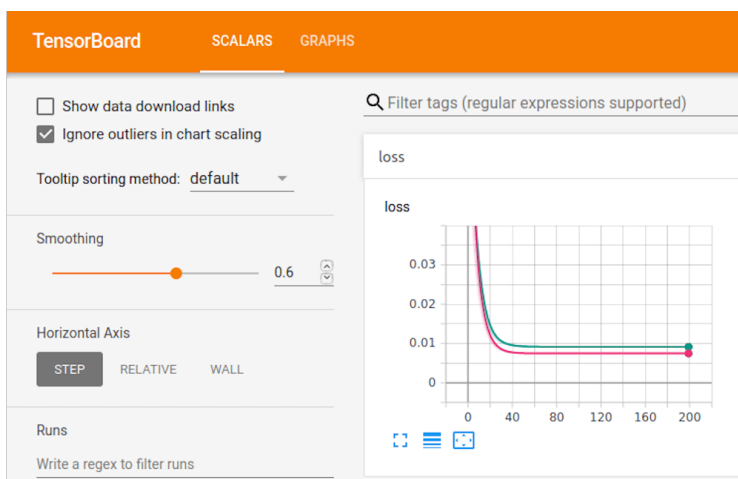 TensorBoard SCALARS GRAPHS
Show data download links
Ignore outliers in chart scaling
Tooltip sorting method: default
Smoothing
0.6
Horizontal Axis
STEP RELATIVE WALL
Runs
Write a regex to filter runs
Filter tags (regular expressions supported)
loss
loss
0.03
0.02
0.01
0
0 40 80 120 160 200